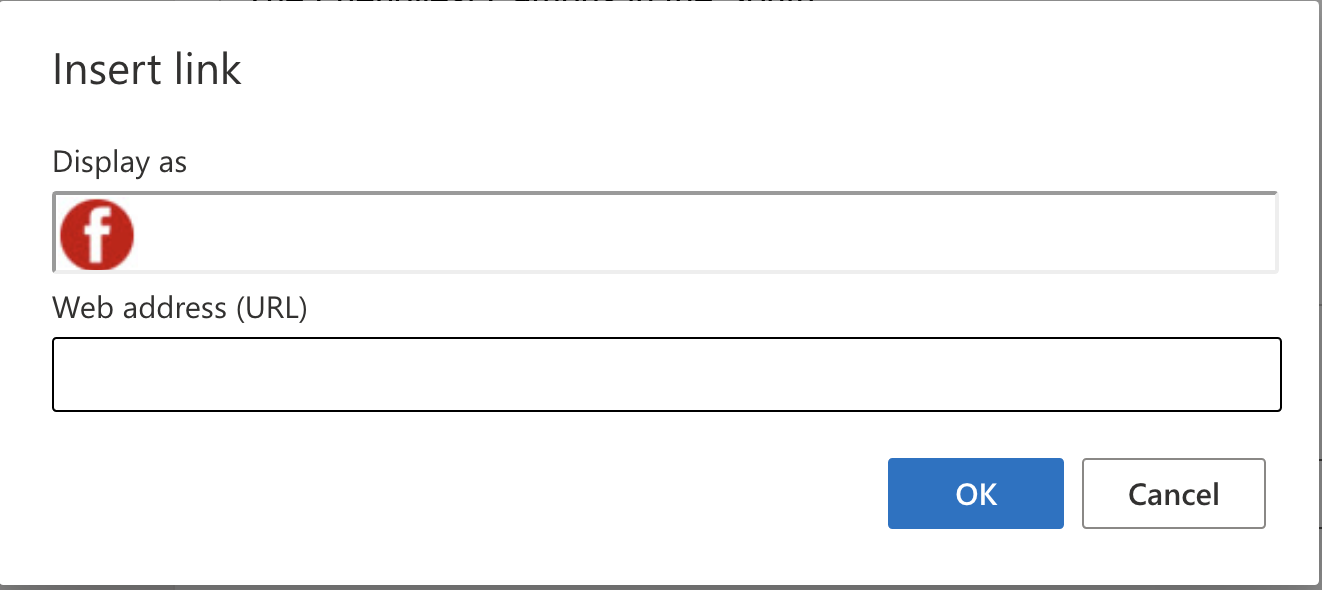 Insert link
Display as
f
Web address (URL)
OK
Cancel